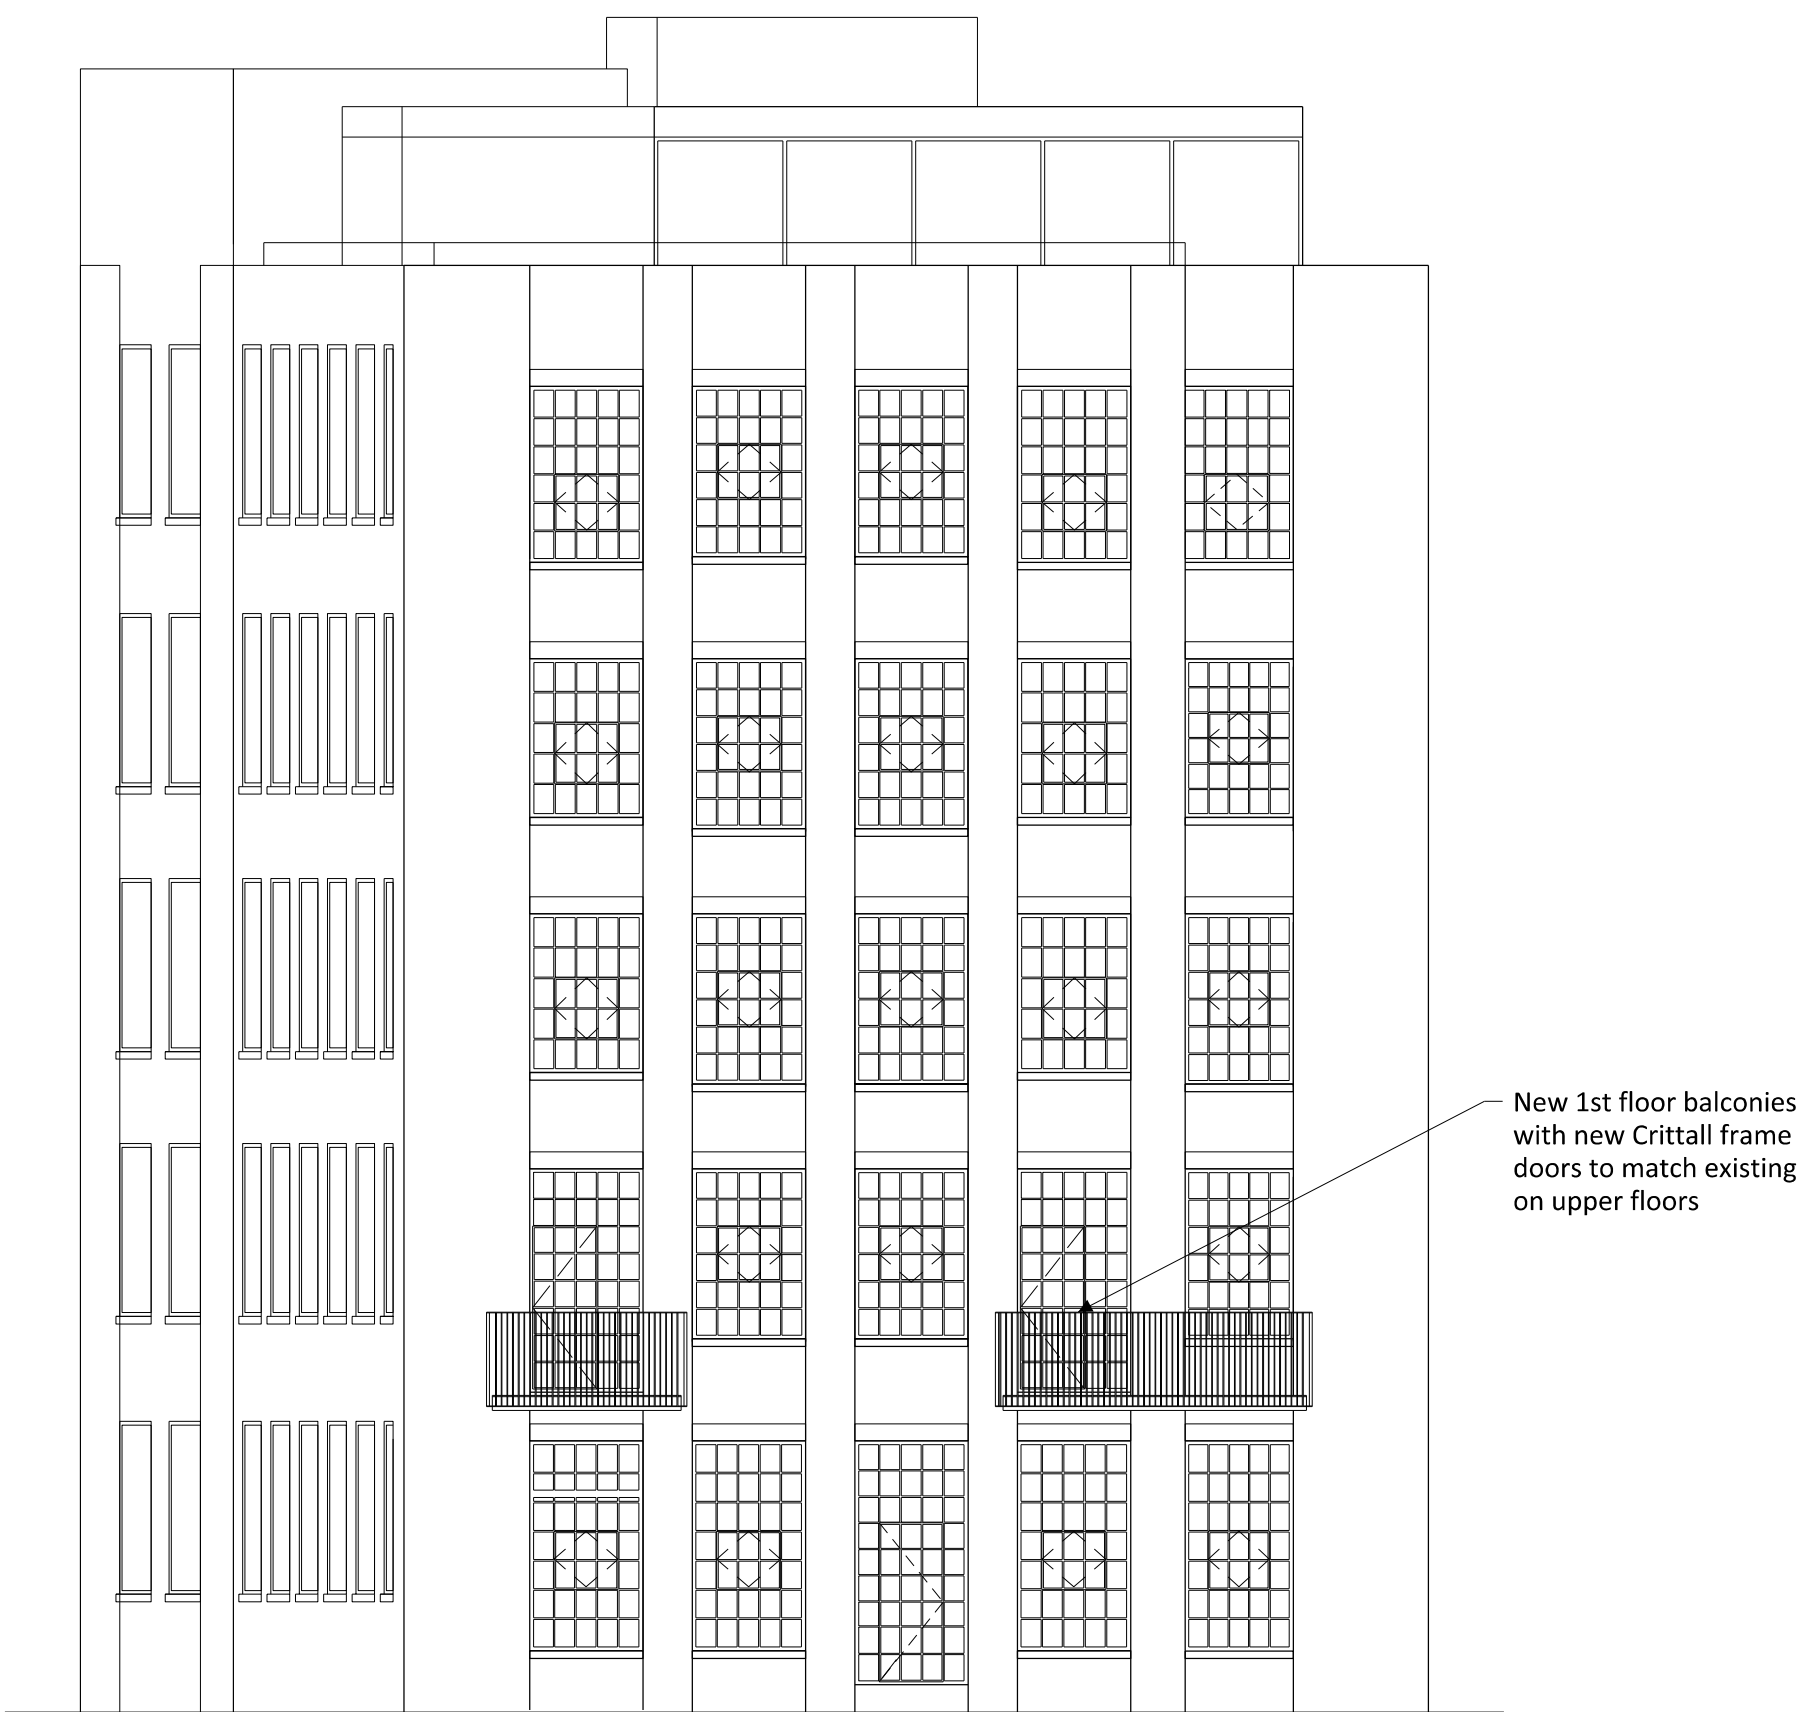 New 1st floor balconies
with new Crittall frame
doors to match existing
on upper floors